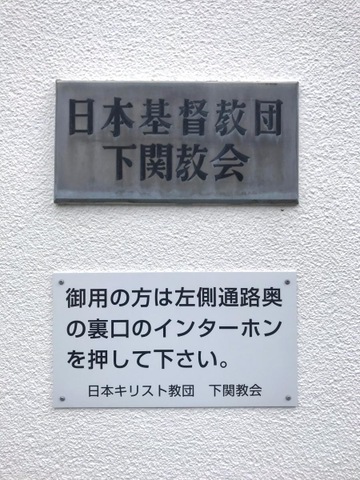 日本基督教団
下関教会
御用の方は左側通路奥
の裏口のインターホン
を押して下さい。
日本キリスト教団　下関教会